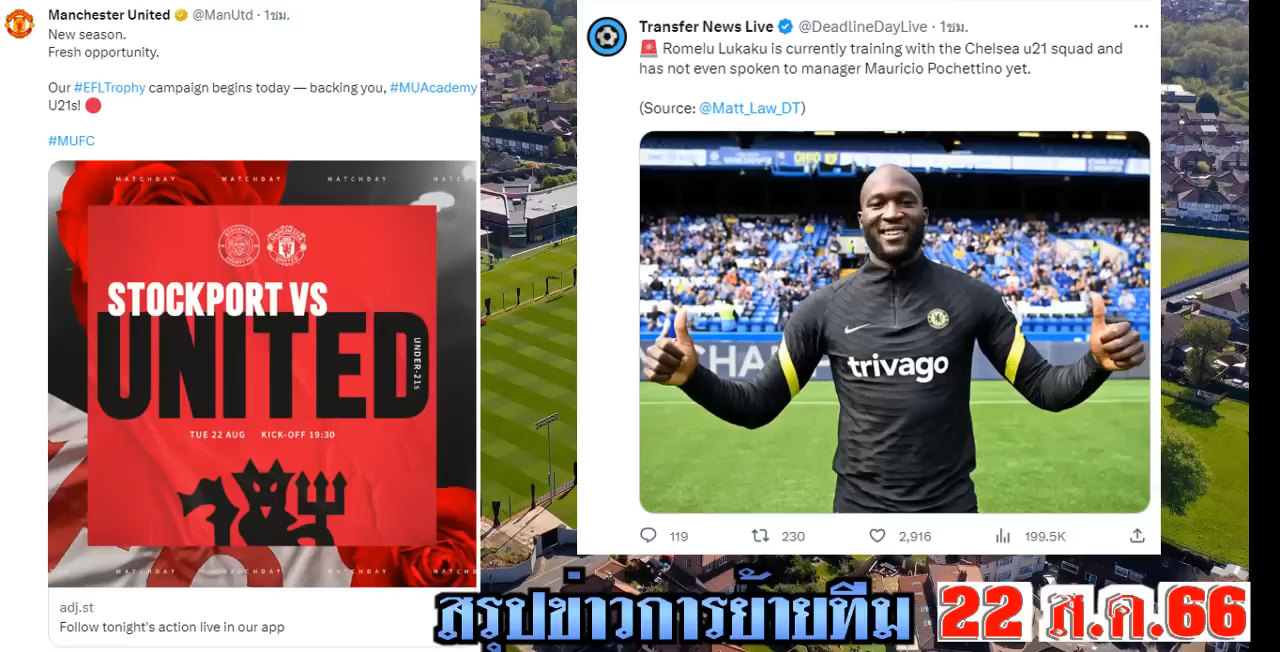 Manchester United @ManUtd · 1ชม.
New season.
Fresh opportunity.
Our #EFLTrophy campaign begins today — backing you, #MUAcademy
U21s! 🔴
#MUFC
MATCHDAY MATCHDAY MATCHDAY
STOCKPORT VS
UNITED
UNDER-21s
TUE 22 AUG KICK-OFF 19:30
MATCHDAY MATCHDAY MATCHDAY
adj.st
Follow tonight's action live in our app
Transfer News Live @DeadlineDayLive · 1ชม.
🚨 Romelu Lukaku is currently training with the Chelsea u21 squad and
has not even spoken to manager Mauricio Pochettino yet.
(Source: @Matt_Law_DT)
trivago
119 230 2,916 199.5K
สรุปข่าวการย้ายทีม 22 ส.ค.66